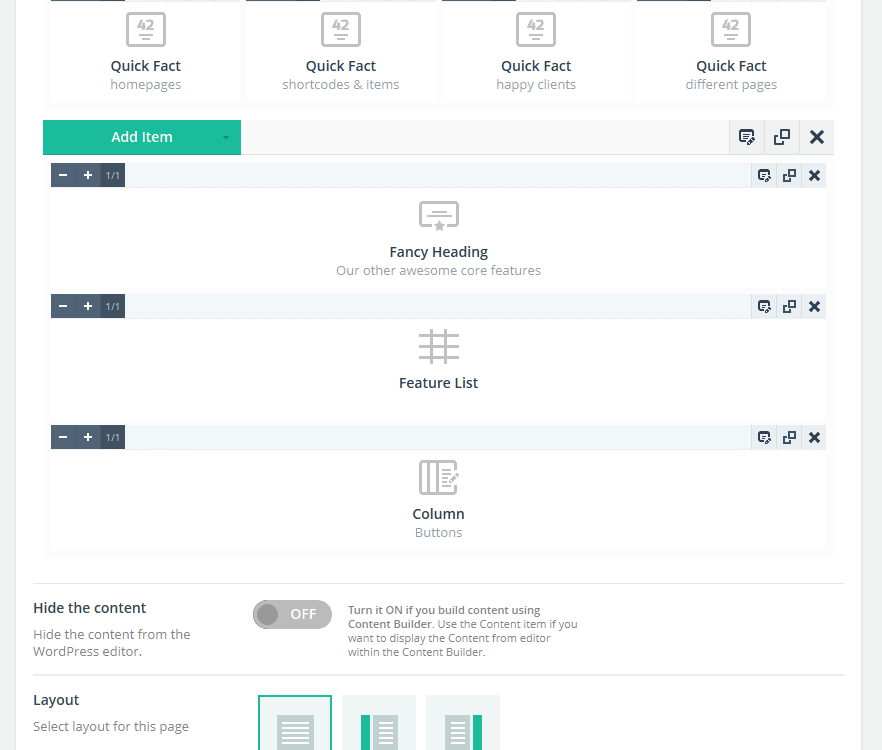 42 42 42 42
Quick Fact Quick Fact Quick Fact Quick Fact
homepages shortcodes & items happy clients different pages
Add Item
1/1
Fancy Heading
Our other awesome core features
1/1
Feature List
1/1
Column
Buttons
Hide the content
Hide the content from the
WordPress editor.
OFF
Turn it ON if you build content using
Content Builder. Use the Content item if you
want to display the Content from editor
within the Content Builder.
Layout
Select layout for this page